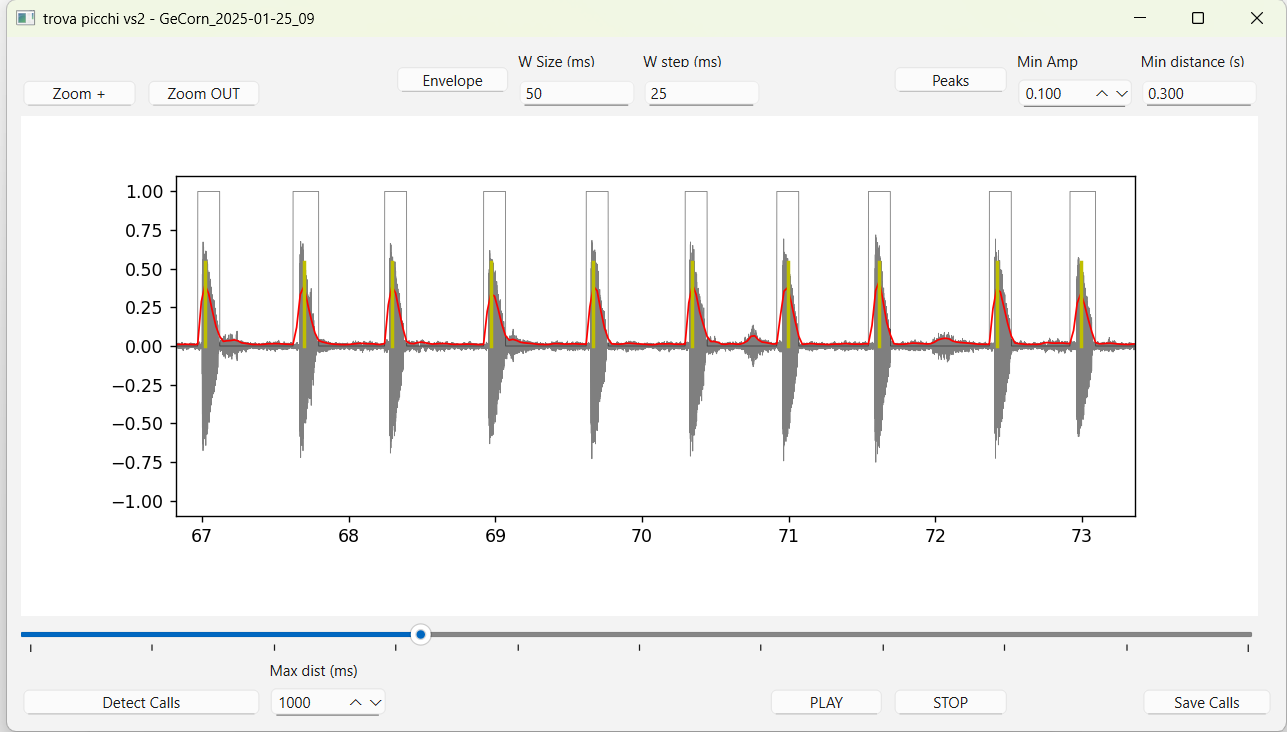 trova picchi vs2 - GeCorn_2025-01-25_09
W Size (ms)
W step (ms)
Min Amp
Min distance (s)
Zoom +
Zoom OUT
Envelope
50
25
Peaks
0.100
0.300
1.00
0.75
0.50
0.25
0.00
−0.25
−0.50
−0.75
−1.00
67 68 69 70 71 72 73
Max dist (ms)
Detect Calls
1000
PLAY
STOP
Save Calls